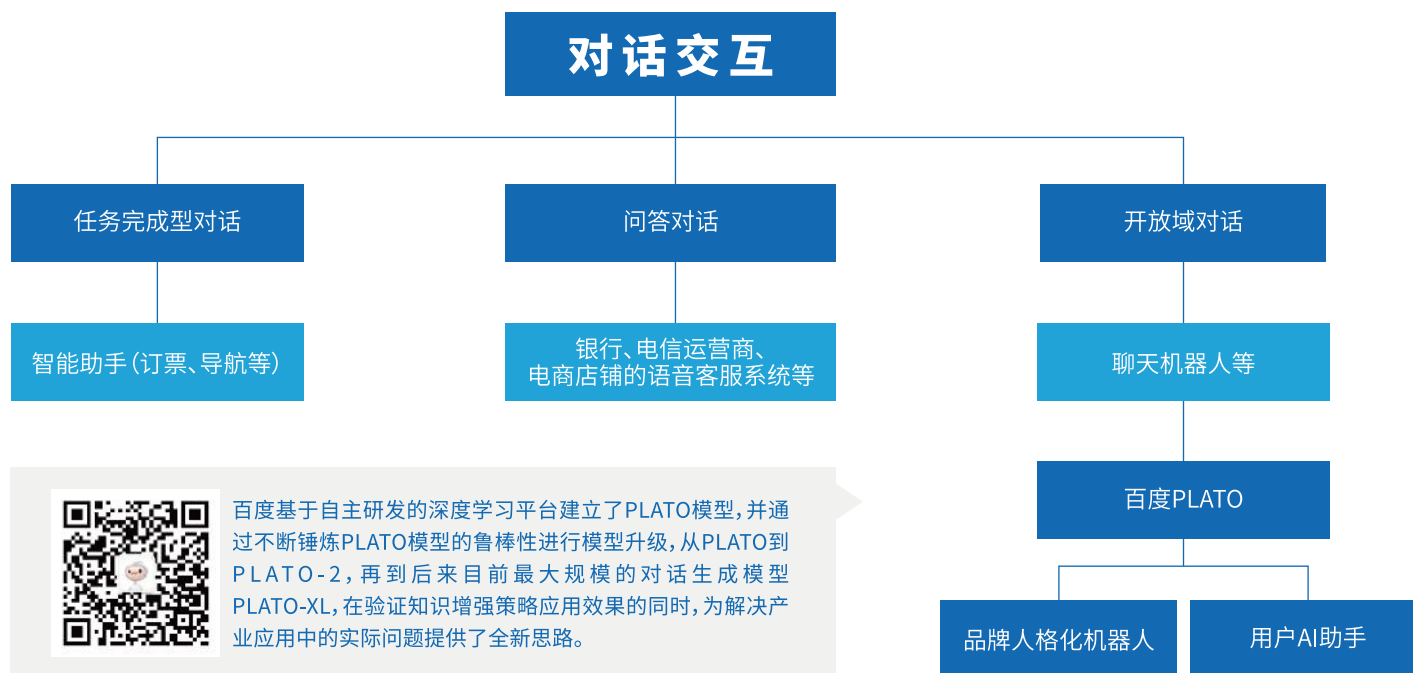 对话交互
任务完成型对话
问答对话
开放域对话
智能助手（订票、导航等）
银行、电信运营商、
电商店铺的语音客服系统等
聊天机器人等
百度PLATO
品牌人格化机器人
用户AI助手
百度基于自主研发的深度学习平台建立了PLATO模型，并通
过不断锤炼PLATO模型的鲁棒性进行模型升级，从PLATO到
PLATO-2，再到后来目前最大规模的对话生成模型
PLATO-XL，在验证知识增强策略应用效果的同时，为解决产
业应用中的实际问题提供了全新思路。